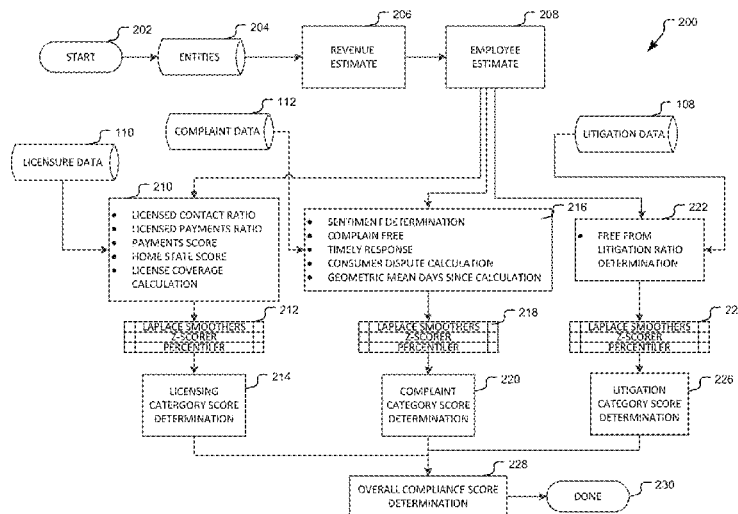 202
204
206
208
200
START
ENTITIES
REVENUE
ESTIMATE
EMPLOYEE
ESTIMATE
110
112
108
LICENSURE DATA
COMPLAINT DATA
LITIGATION DATA
210
• LICENSED CONTACT RATIO
• LICENSED PAYMENTS RATIO
• PAYMENTS SCORE
• HOME STATE SCORE
• LICENSE COVERAGE
CALCULATION
216
• SENTIMENT DETERMINATION
• COMPLAIN FREE
• TIMELY RESPONSE
• CONSUMER DISPUTE CALCULATION
• GEOMETRIC MEAN DAYS SINCE CALCULATION
222
• FREE FROM
LITIGATION RATIO
DETERMINATION
212
LAPLACE SMOOTHERS
Z-SCORER
PERCENTILER
218
LAPLACE SMOOTHERS
Z-SCORER
PERCENTILER
22
LAPLACE SMOOTHERS
Z-SCORER
PERCENTILER
214
LICENSING
CATERGORY SCORE
DETERMINATION
220
COMPLAINT
CATEGORY SCORE
DETERMINATION
226
LITIGATION
CATEGORY SCORE
DETERMINATION
228
OVERALL COMPLIANCE SCORE
DETERMINATION
230
DONE